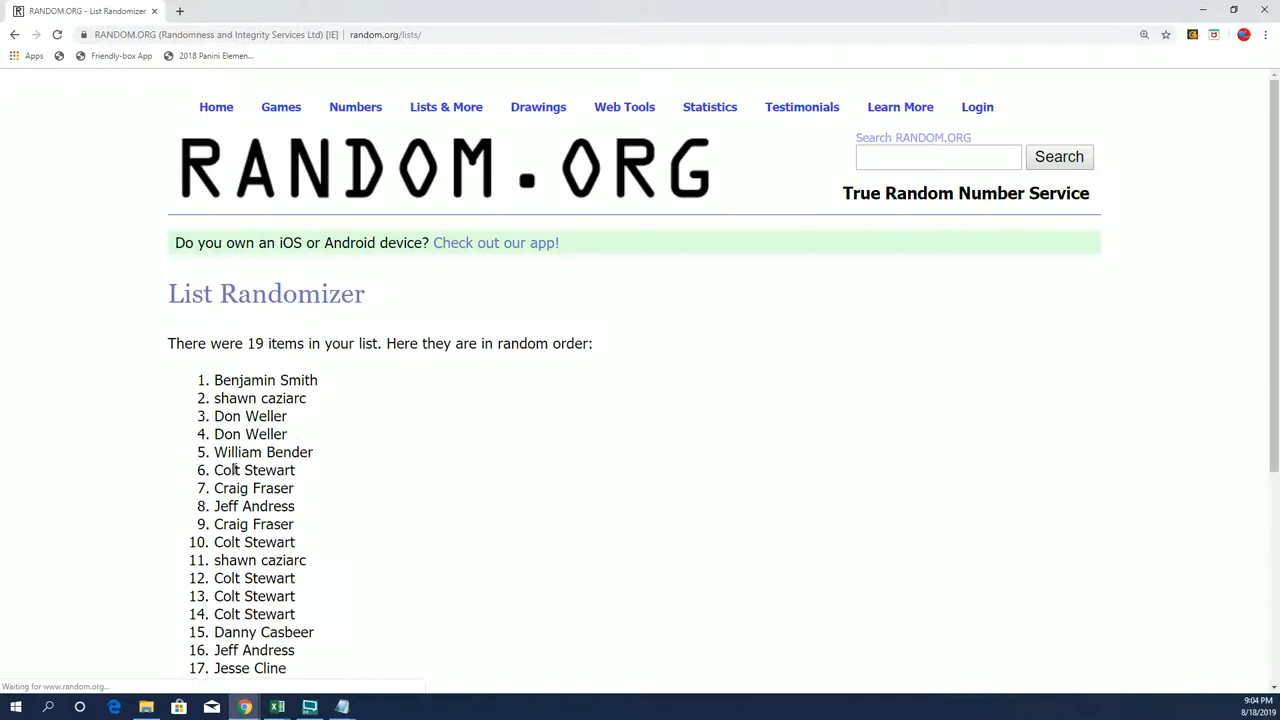 RANDOM.ORG - List Randomizer
RANDOM.ORG (Randomness and Integrity Services Ltd) [IE] | random.org/lists/
Apps Friendly-box App 2018 Panini Elemen...
Home Games Numbers Lists & More Drawings Web Tools Statistics Testimonials Learn More Login
RANDOM.ORG
Search RANDOM.ORG
Search
True Random Number Service
Do you own an iOS or Android device? Check out our app!
List Randomizer
There were 19 items in your list. Here they are in random order:
1. Benjamin Smith
2. shawn caziarc
3. Don Weller
4. Don Weller
5. William Bender
6. Colt Stewart
7. Craig Fraser
8. Jeff Andress
9. Craig Fraser
10. Colt Stewart
11. shawn caziarc
12. Colt Stewart
13. Colt Stewart
14. Colt Stewart
15. Danny Casbeer
16. Jeff Andress
17. Jesse Cline
Waiting for www.random.org...
9:04 PM
8/18/2019